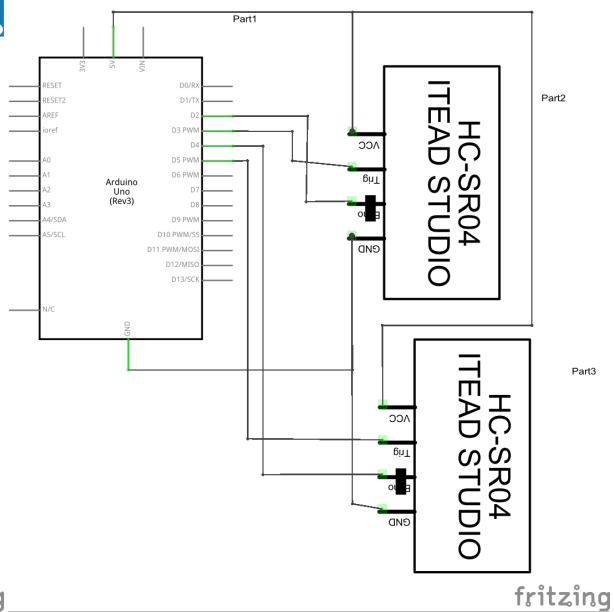 Part1
3V3
5V
VIN
RESET
RESET2
AREF
ioref
A0
A1
A2
A3
A4/SDA
A5/SCL
N/C
Arduino
Uno
(Rev3)
D0/RX
D1/TX
D2
D3 PWM
D4
D5 PWM
D6 PWM
D7
D8
D9 PWM
D10 PWM/SS
D11 PWM/MOSI
D12/MISO
D13/SCK
GND
VCC
Trig
GND
HC-SR04
ITEAD STUDIO
Part2
VCC
Trig
GND
HC-SR04
ITEAD STUDIO
Part3
fritzing